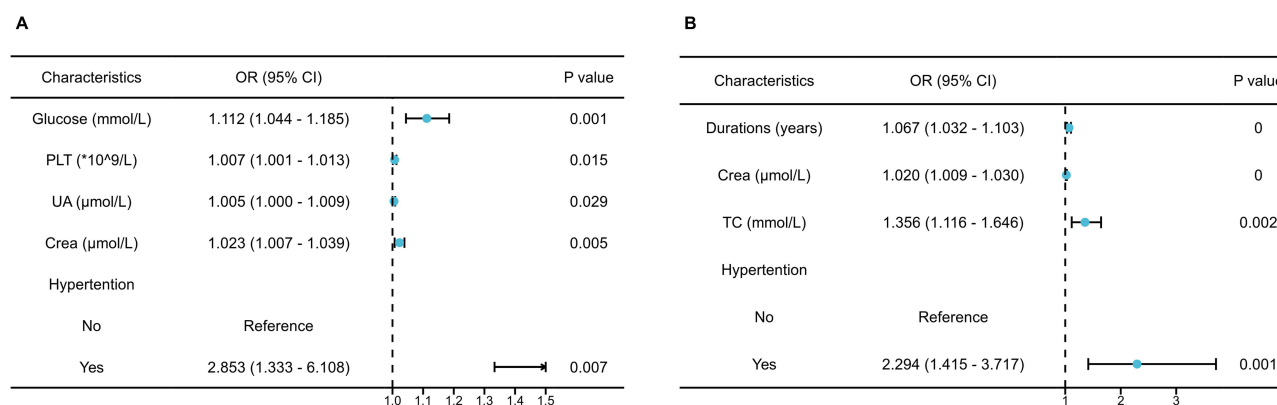 A
Characteristics OR (95% CI) P value
Glucose (mmol/L) 1.112 (1.044 - 1.185) 0.001
PLT (*10^9/L) 1.007 (1.001 - 1.013) 0.015
UA (μmol/L) 1.005 (1.000 - 1.009) 0.029
Crea (μmol/L) 1.023 (1.007 - 1.039) 0.005
Hypertention
No Reference
Yes 2.853 (1.333 - 6.108) 0.007
1.0 1.1 1.2 1.3 1.4 1.5
B
Characteristics OR (95% CI) P value
Durations (years) 1.067 (1.032 - 1.103) 0
Crea (μmol/L) 1.020 (1.009 - 1.030) 0
TC (mmol/L) 1.356 (1.116 - 1.646) 0.002
Hypertention
No Reference
Yes 2.294 (1.415 - 3.717) 0.001
1 2 3